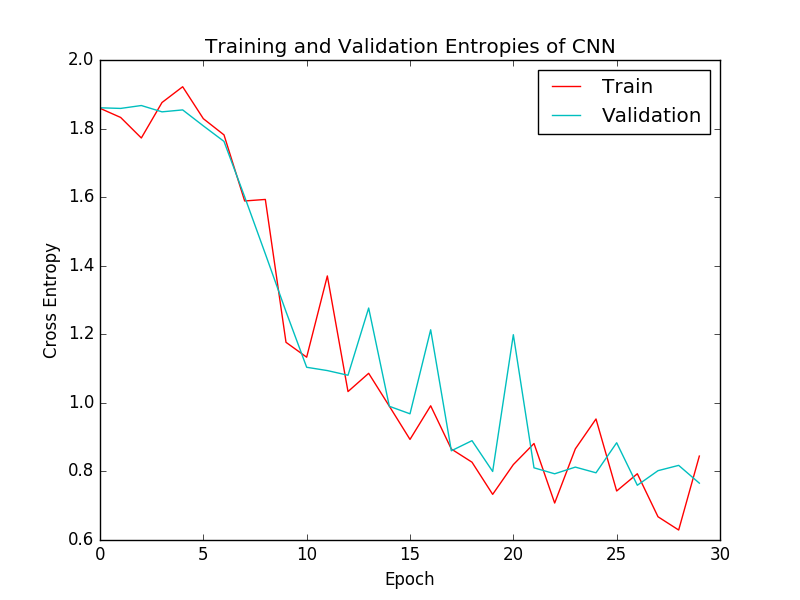 Training and Validation Entropies of CNN
Train
Validation
Cross Entropy
2.0
1.8
1.6
1.4
1.2
1.0
0.8
0.6
0 5 10 15 20 25 30
Epoch